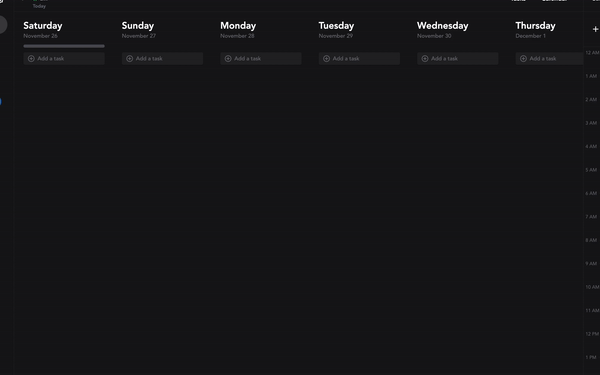 Today
Saturday
November 26
Add a task
Sunday
November 27
Add a task
Monday
November 28
Add a task
Tuesday
November 29
Add a task
Wednesday
November 30
Add a task
Thursday
December 1
Add a task
12 AM
1 AM
2 AM
3 AM
4 AM
5 AM
6 AM
7 AM
8 AM
9 AM
10 AM
11 AM
12 PM
1 PM